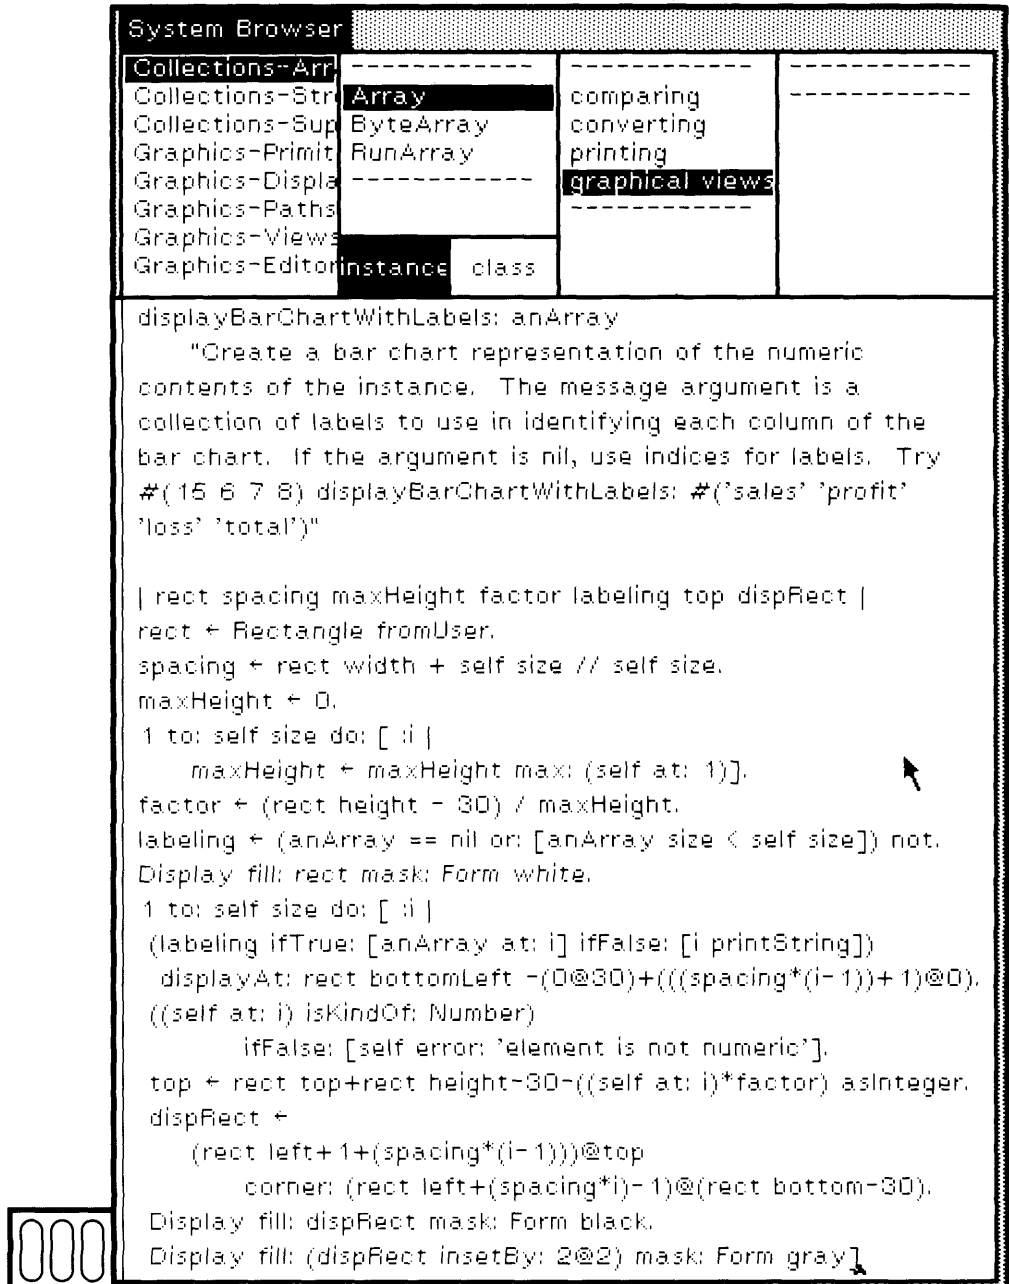 System Browser
Collections-Arr
Collections-Str
Collections-Sup
Graphics-Primit
Graphics-Displa
Graphics-Paths
Graphics-Views
Graphics-Editor
------------
Array
ByteArray
RunArray
------------
instance class
------------
comparing
converting
printing
graphical views
------------
------------
------------
displayBarChartWithLabels: anArray
"Create a bar chart representation of the numeric
contents of the instance. The message argument is a
collection of labels to use in identifying each column of the
bar chart. If the argument is nil, use indices for labels. Try
#(15 6 7 8) displayBarChartWithLabels: #('sales' 'profit'
'loss' 'total')"
| rect spacing maxHeight factor labeling top dispRect |
rect ← Rectangle fromUser.
spacing ← rect width + self size // self size.
maxHeight ← 0.
1 to: self size do: [ :i |
maxHeight ← maxHeight max: (self at: 1)].
factor ← (rect height - 30) / maxHeight.
labeling ← (anArray == nil or: [anArray size < self size]) not.
Display fill: rect mask: Form white.
1 to: self size do: [ :i |
(labeling ifTrue: [anArray at: i] ifFalse: [i printString])
displayAt: rect bottomLeft -(0@30)+(((spacing*(i-1))+1)@0).
((self at: i) isKindOf: Number)
ifFalse: [self error: 'element is not numeric'].
top ← rect top+rect height-30-((self at: i)*factor) asInteger.
dispRect ←
(rect left+1+(spacing*(i-1)))@top
corner: (rect left+(spacing*i)-1)@(rect bottom-30).
Display fill: dispRect mask: Form black.
Display fill: (dispRect insetBy: 2@2) mask: Form gray]